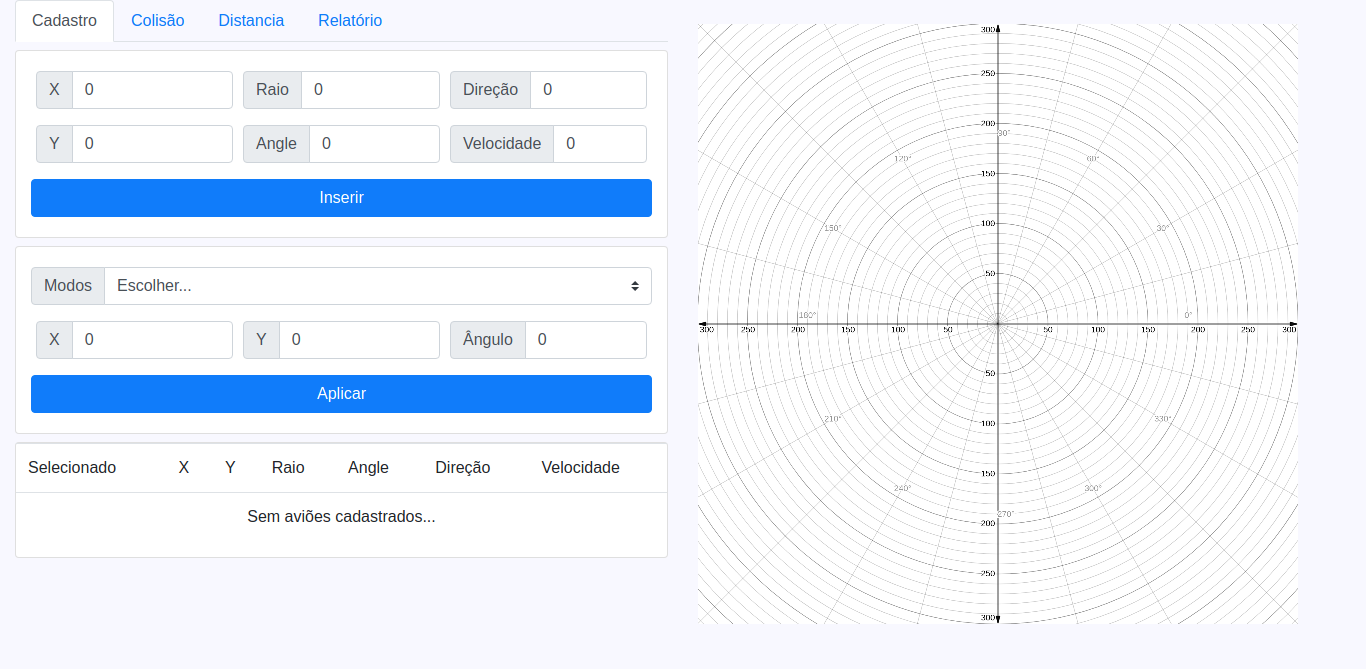 Cadastro Colisão Distancia Relatório
X 0 Raio 0 Direção 0
Y 0 Angle 0 Velocidade 0
Inserir
Modos Escolher...
X 0 Y 0 Ângulo 0
Aplicar
Selecionado X Y Raio Angle Direção Velocidade
Sem aviões cadastrados...
300
250
200
90°
120° 60°
150
150° 100 30°
50
180° 0°
300 250 200 150 100 50 50 100 150 200 250 300
50
210° 100 330°
150
240° 300°
270°
200
250
300